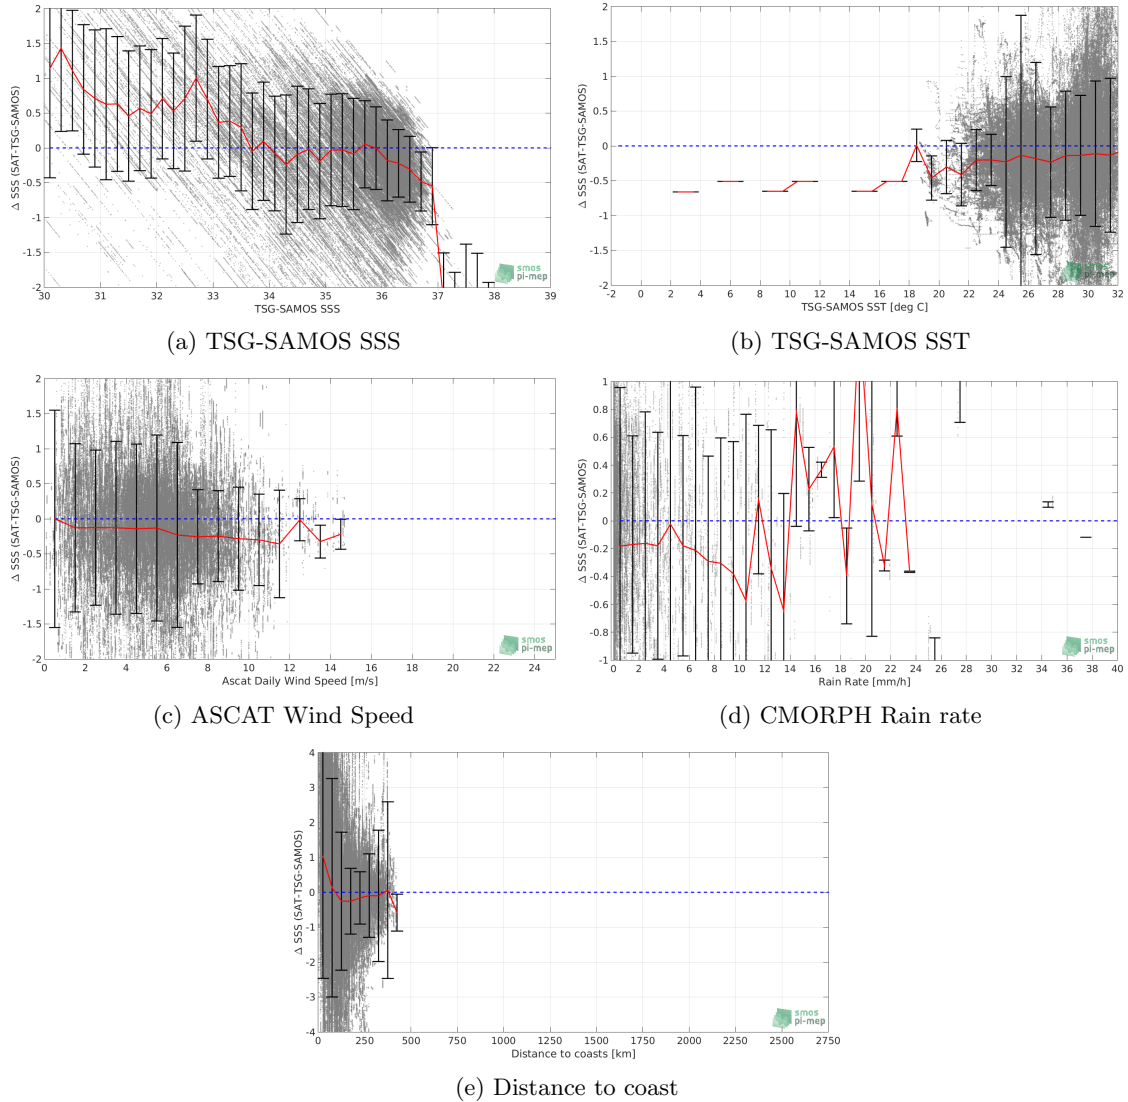 2
1.5
1
0.5
0
-0.5
-1
-1.5
-2
Δ SSS (SAT-TSG-SAMOS)
30 31 32 33 34 35 36 37 38 39
TSG-SAMOS SSS
smos
pi-mep
(a) TSG-SAMOS SSS
2
1.5
1
0.5
0
-0.5
-1
-1.5
-2
Δ SSS (SAT-TSG-SAMOS)
-2 0 2 4 6 8 10 12 14 16 18 20 22 24 26 28 30 32
TSG-SAMOS SST [deg C]
smos
pi-mep
(b) TSG-SAMOS SST
2
1.5
1
0.5
0
-0.5
-1
-1.5
-2
Δ SSS (SAT-TSG-SAMOS)
0 2 4 6 8 10 12 14 16 18 20 22 24
Ascat Daily Wind Speed [m/s]
smos
pi-mep
(c) ASCAT Wind Speed
1
0.8
0.6
0.4
0.2
0
-0.2
-0.4
-0.6
-0.8
-1
Δ SSS (SAT-TSG-SAMOS)
0 2 4 6 8 10 12 14 16 18 20 22 24 26 28 30 32 34 36 38 40
Rain Rate [mm/h]
smos
pi-mep
(d) CMORPH Rain rate
4
3
2
1
0
-1
-2
-3
-4
Δ SSS (SAT-TSG-SAMOS)
0 250 500 750 1000 1250 1500 1750 2000 2250 2500 2750
Distance to coasts [km]
smos
pi-mep
(e) Distance to coast